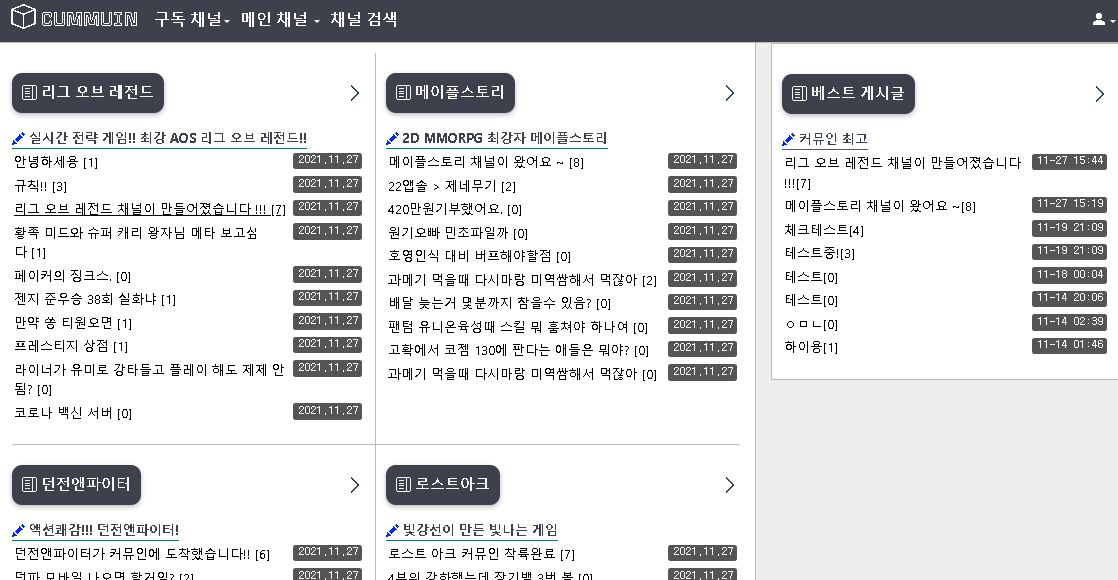 CUMMUIN 구독 채널 메인 채널 채널 검색
리그 오브 레전드
실시간 전략 게임!! 최강 AOS 리그 오브 레전드!!
안녕하세용 [1] 2021.11.27
규칙!! [3] 2021.11.27
리그 오브 레전드 채널이 만들어졌습니다 !!! [7] 2021.11.27
황족 미드와 슈퍼 캐리 왕자님 메타 보고싶 2021.11.27
다 [1]
페이커의 징크스. [0] 2021.11.27
젠지 준우승 38회 실화냐 [1] 2021.11.27
만약 쏭 티원오면 [1] 2021.11.27
프레스티지 상점 [1] 2021.11.27
라이너가 유미로 강타들고 플레이 해도 제제 안 2021.11.27
됨? [0]
코로나 백신 서버 [0] 2021.11.27
메이플스토리
2D MMORPG 최강자 메이플스토리
메이플스토리 채널이 왔어요 ~ [8] 2021.11.27
22앱솔 > 제네무기 [2] 2021.11.27
420만원기부했어요. [0] 2021.11.27
원기오빠 민초파일까 [0] 2021.11.27
호영인식 대비 버프해야할점 [0] 2021.11.27
과메기 먹을때 다시마랑 미역쌈해서 먹잖아 [2] 2021.11.27
배달 늦는거 몇분까지 참을수 있음? [0] 2021.11.27
팬텀 유니온육성때 스킬 뭐 훔쳐야 하나여 [0] 2021.11.27
고확에서 코젬 130에 판다는 애들은 뭐야? [0] 2021.11.27
과메기 먹을때 다시마랑 미역쌈해서 먹잖아 [0] 2021.11.27
베스트 게시글
커뮤인 최고
리그 오브 레전드 채널이 만들어졌습니다 11-27 15:44
!!![7]
메이플스토리 채널이 왔어요 ~[8] 11-27 15:19
체크테스트[4] 11-19 21:09
테스트중![3] 11-19 21:09
테스트[0] 11-18 00:04
테스트[0] 11-14 20:06
ㅇㅁㄴ[0] 11-14 02:39
하이용[1] 11-14 01:46
던전앤파이터
액션쾌감!!! 던전앤파이터!
던전앤파이터가 커뮤인에 도착했습니다!! [6] 2021.11.27
던파 모바일 나오면 할거임? [2] 2021.11.27
로스트아크
빛강선이 만든 빛나는 게임
로스트 아크 커뮤인 착륙완료 [7] 2021.11.27
2021.11.27